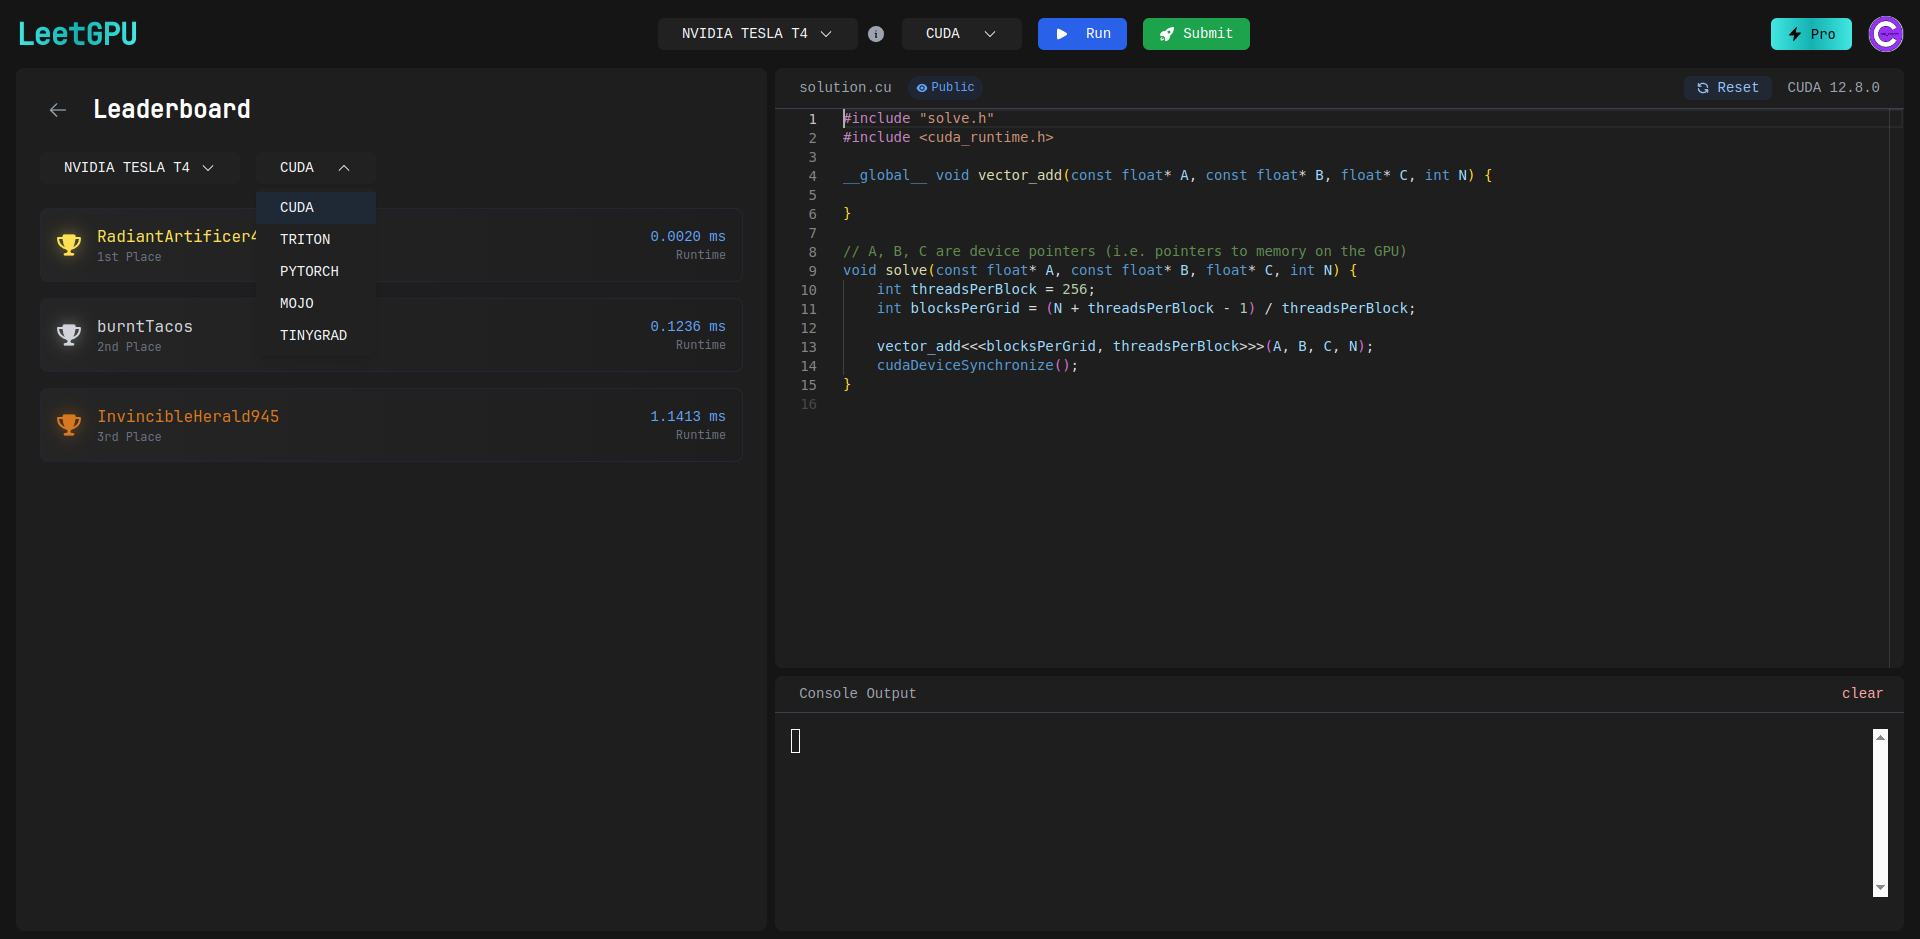 LeetGPU
NVIDIA TESLA T4
CUDA
Run
Submit
Pro
Leaderboard
NVIDIA TESLA T4
CUDA
CUDA
TRITON
PYTORCH
MOJO
TINYGRAD
1st Place
0.0020 ms
Runtime
burntTacos
2nd Place
0.1236 ms
Runtime
InvincibleHerald945
3rd Place
1.1413 ms
Runtime
solution.cu
Public
Reset
CUDA 12.8.0
1 #include "solve.h"
2 #include <cuda_runtime.h>
3
4 __global__ void vector_add(const float* A, const float* B, float* C, int N) {
5
6 }
7
8 // A, B, C are device pointers (i.e. pointers to memory on the GPU)
9 void solve(const float* A, const float* B, float* C, int N) {
10     int threadsPerBlock = 256;
11     int blocksPerGrid = (N + threadsPerBlock - 1) / threadsPerBlock;
12
13     vector_add<<<blocksPerGrid, threadsPerBlock>>>(A, B, C, N);
14     cudaDeviceSynchronize();
15 }
16
Console Output
clear